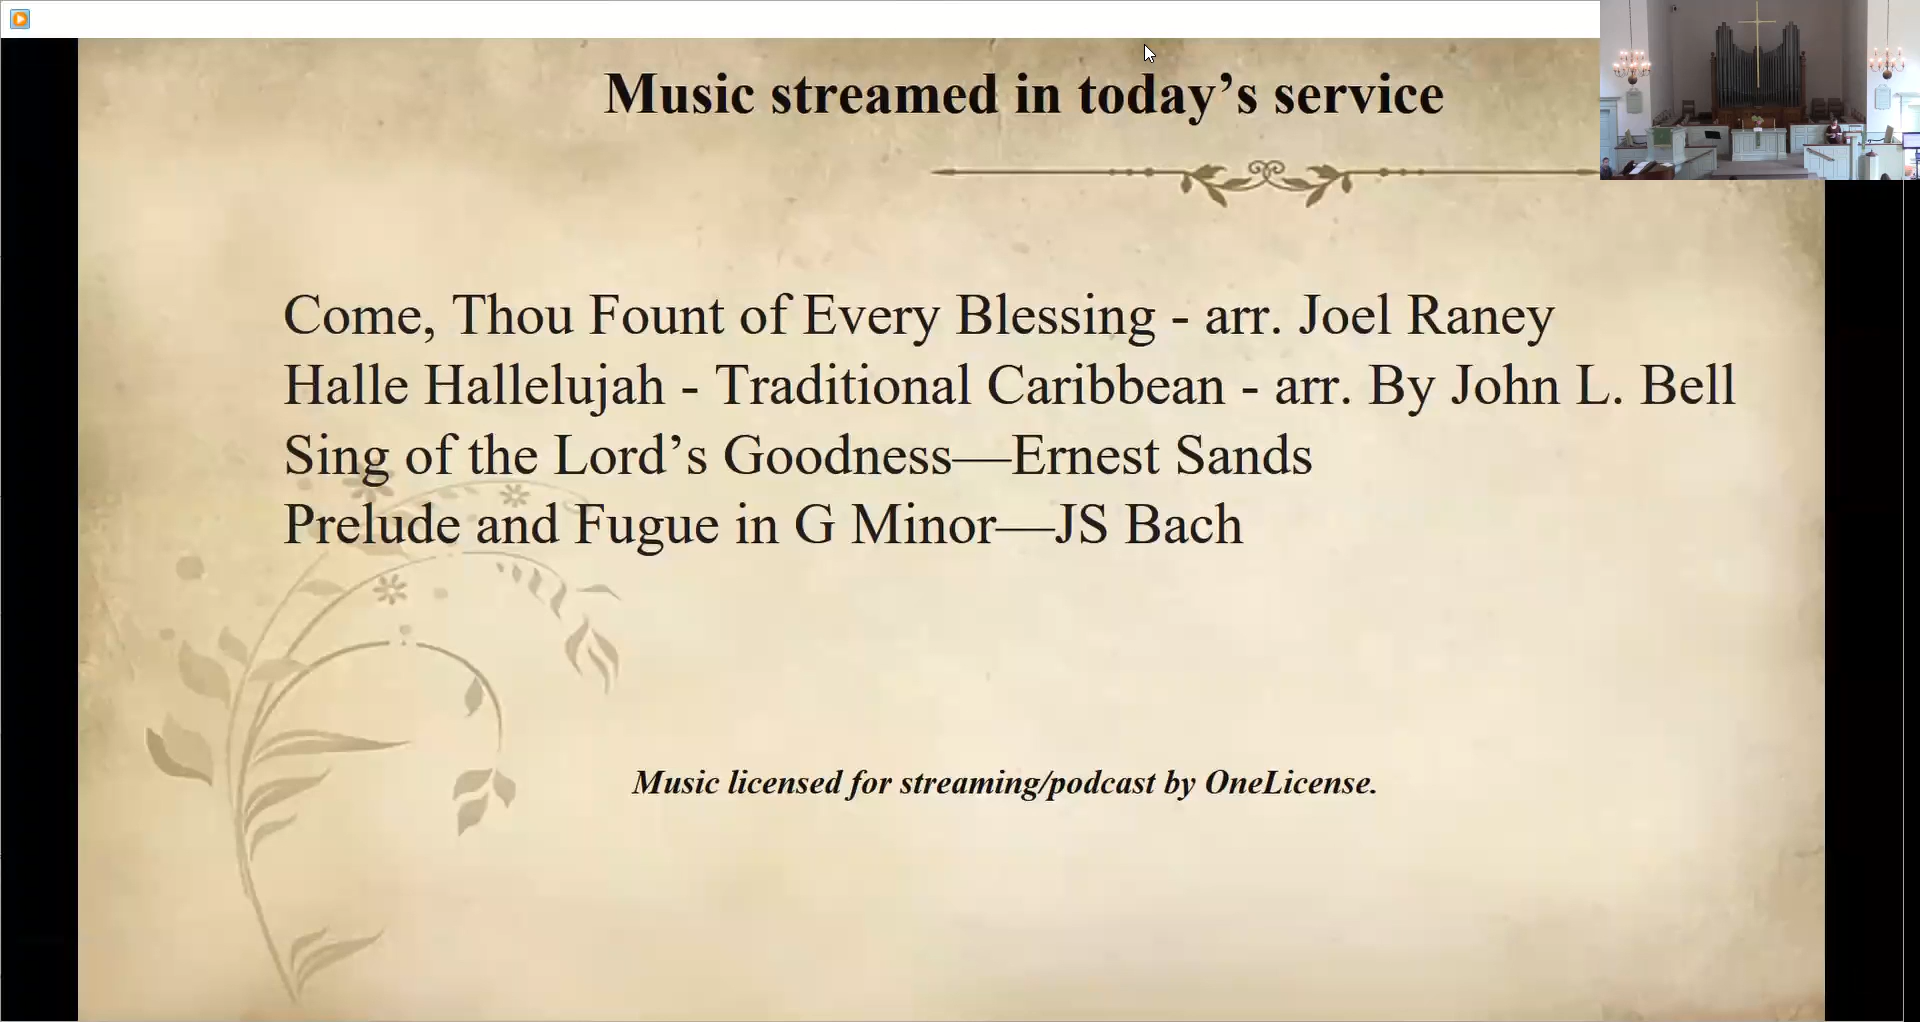 Music streamed in today’s service
Come, Thou Fount of Every Blessing - arr. Joel Raney
Halle Hallelujah - Traditional Caribbean - arr. By John L. Bell
Sing of the Lord’s Goodness—Ernest Sands
Prelude and Fugue in G Minor—JS Bach
Music licensed for streaming/podcast by OneLicense.